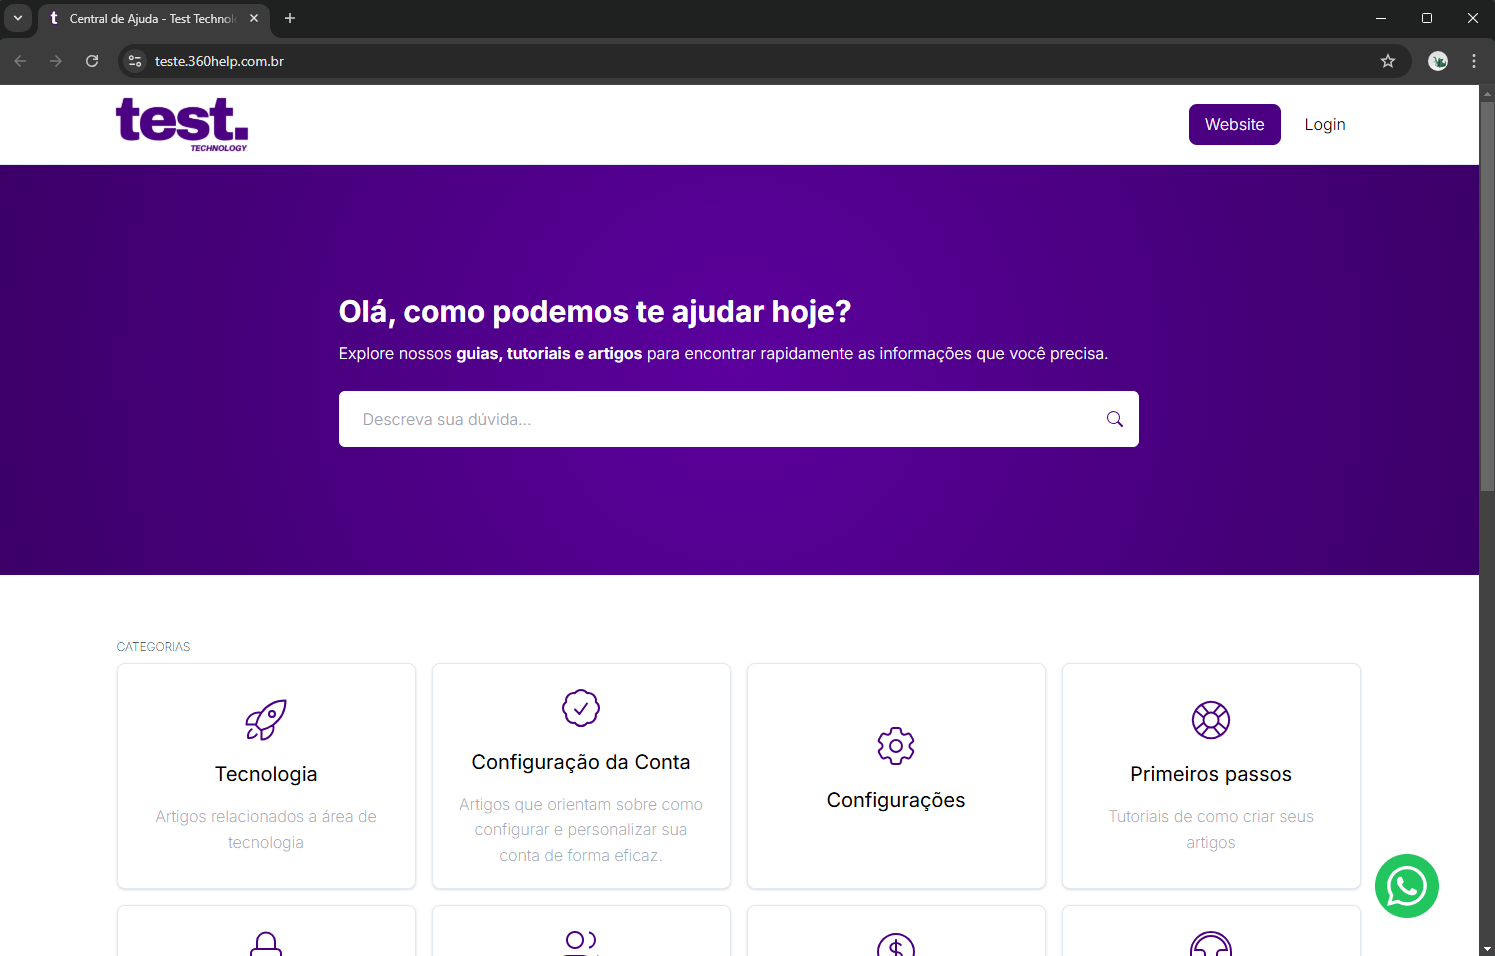 Central de Ajuda - Test Technol
teste.360help.com.br
test.
TECHNOLOGY
Website
Login
Olá, como podemos te ajudar hoje?
Explore nossos guias, tutoriais e artigos para encontrar rapidamente as informações que você precisa.
Descreva sua dúvida...
CATEGORIAS
Tecnologia
Artigos relacionados a área de
tecnologia
Configuração da Conta
Artigos que orientam sobre como
configurar e personalizar sua
conta de forma eficaz.
Configurações
Primeiros passos
Tutoriais de como criar seus
artigos